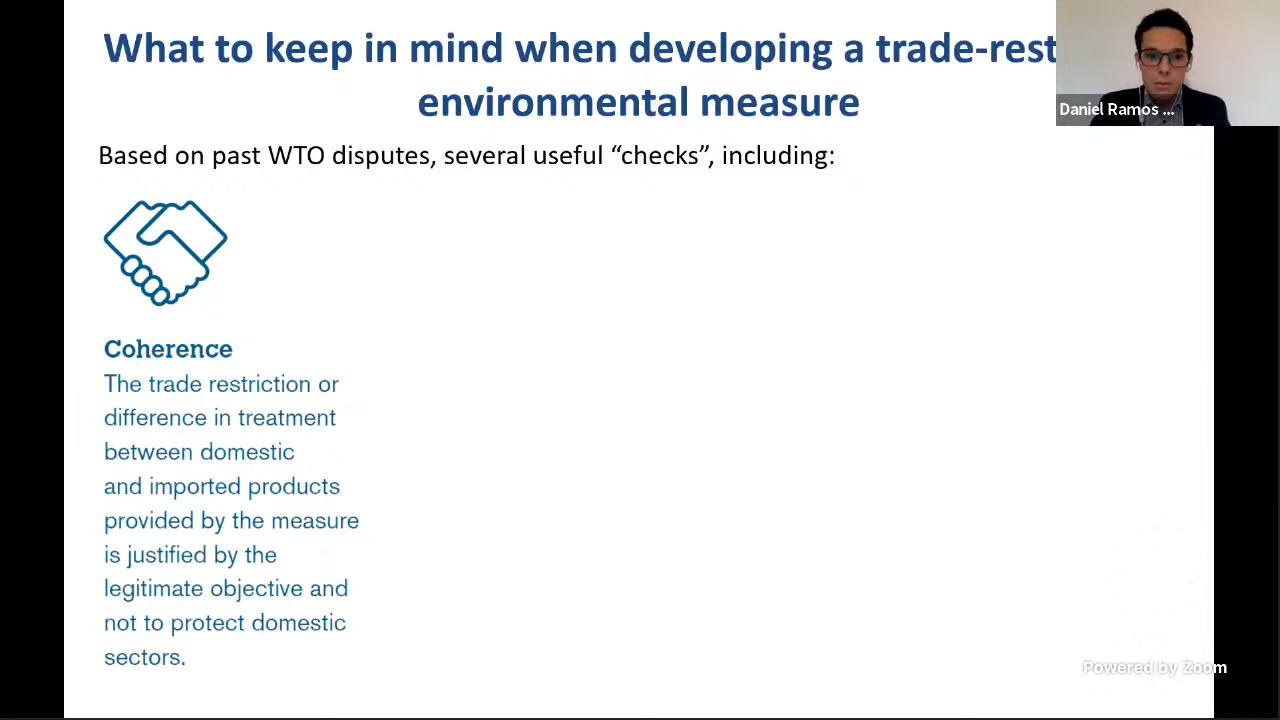 What to keep in mind when developing a trade-rest
environmental measure
Daniel Ramos ...
Based on past WTO disputes, several useful “checks”, including:
Coherence
The trade restriction or
difference in treatment
between domestic
and imported products
provided by the measure
is justified by the
legitimate objective and
not to protect domestic
sectors.
Powered by Zoom